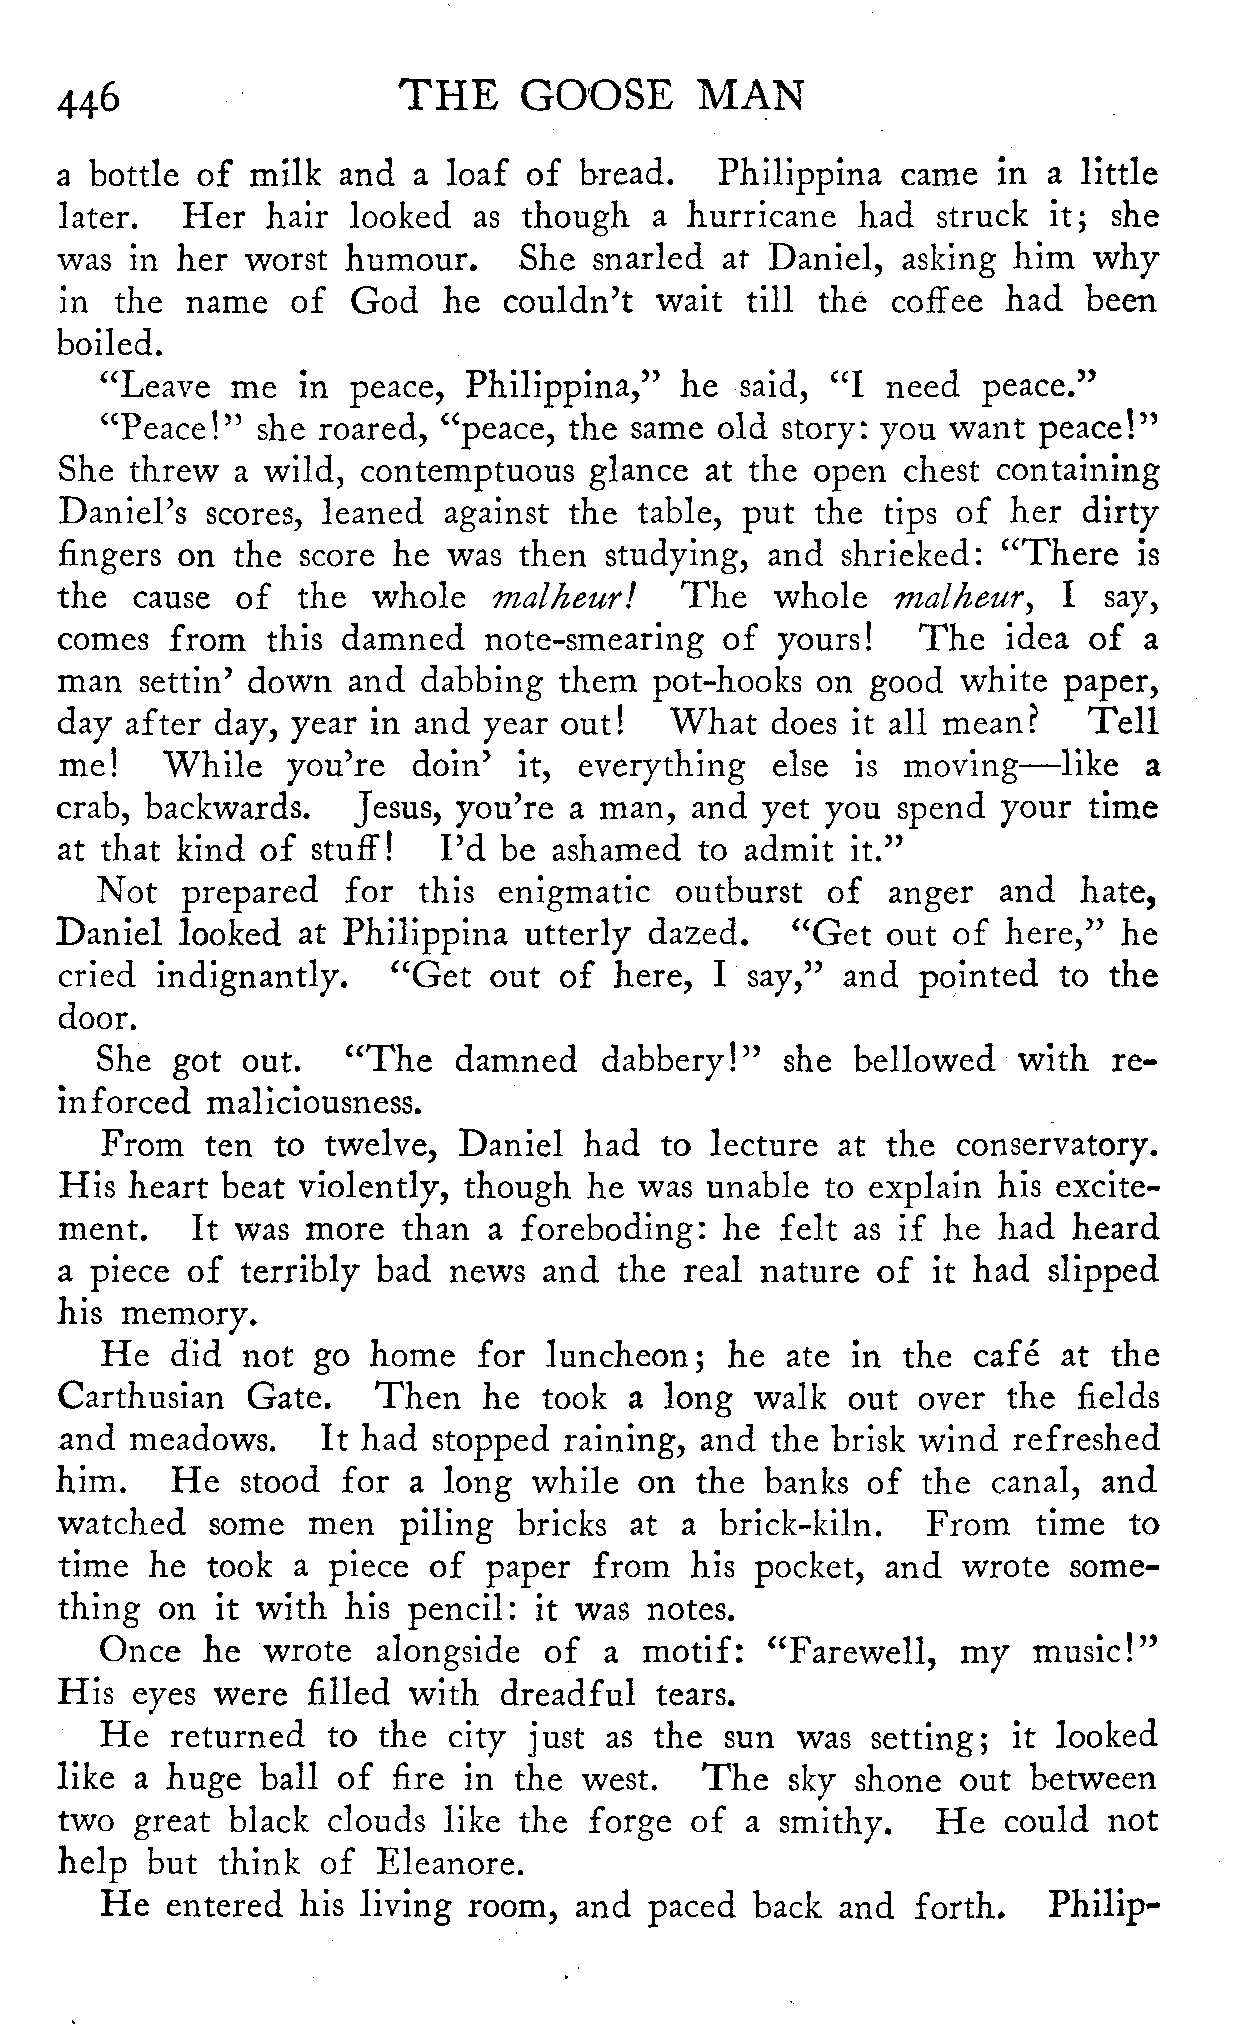 446 THE GOOSE MAN
a bottle of milk and a loaf of bread. Philippina came in a little
later. Her hair looked as though a hurricane had struck it; she
was in her worst humour. She snarled at Daniel, asking him why
in the name of God he couldn't wait till the coffee had been
boiled.
"Leave me in peace, Philippina," he said, "I need peace."
"Peace!" she roared, "peace, the same old story: you want peace!"
She threw a wild, contemptuous glance at the open chest containing
Daniel's scores, leaned against the table, put the tips of her dirty
fingers on the score he was then studying, and shrieked: "There is
the cause of the whole malheur! The whole malheur, I say,
comes from this damned note-smearing of yours! The idea of a
man settin' down and dabbing them pot-hooks on good white paper,
day after day, year in and year out! What does it all mean? Tell
me! While you're doin' it, everything else is moving—like a
crab, backwards. Jesus, you're a man, and yet you spend your time
at that kind of stuff! I'd be ashamed to admit it."
Not prepared for this enigmatic outburst of anger and hate,
Daniel looked at Philippina utterly dazed. "Get out of here," he
cried indignantly. "Get out of here, I say," and pointed to the
door.
She got out. "The damned dabbery!" she bellowed with re-
inforced maliciousness.
From ten to twelve, Daniel had to lecture at the conservatory.
His heart beat violently, though he was unable to explain his excite-
ment. It was more than a foreboding: he felt as if he had heard
a piece of terribly bad news and the real nature of it had slipped
his memory.
He did not go home for luncheon; he ate in the café at the
Carthusian Gate. Then he took a long walk out over the fields
and meadows. It had stopped raining, and the brisk wind refreshed
him. He stood for a long while on the banks of the canal, and
watched some men piling bricks at a brick-kiln. From time to
time he took a piece of paper from his pocket, and wrote some-
thing on it with his pencil: it was notes.
Once he wrote alongside of a motif: "Farewell, my music!"
His eyes were filled with dreadful tears.
He returned to the city just as the sun was setting; it looked
like a huge ball of fire in the west. The sky shone out between
two great black clouds like the forge of a smithy. He could not
help but think of Eleanore.
He entered his living room, and paced back and forth. Philip-